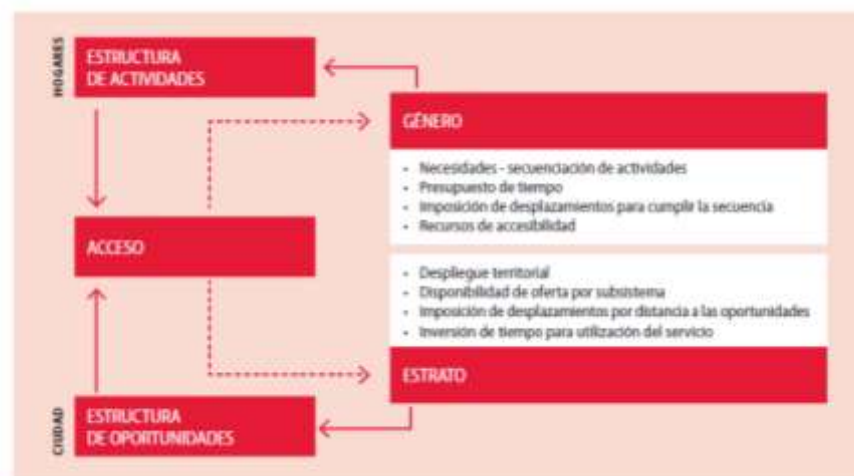 HOGARES
ESTRUCTURA
DE ACTIVIDADES
GÉNERO
- Necesidades - secuenciación de actividades
- Presupuesto de tiempo
- Imposición de desplazamientos para cumplir la secuencia
- Recursos de accesibilidad
ACCESO
- Despliegue territorial
- Disponibilidad de oferta por subsistema
- Imposición de desplazamientos por distancia a las oportunidades
- Inversión de tiempo para utilización del servicio
ESTRATO
CIUDAD
ESTRUCTURA
DE OPORTUNIDADES